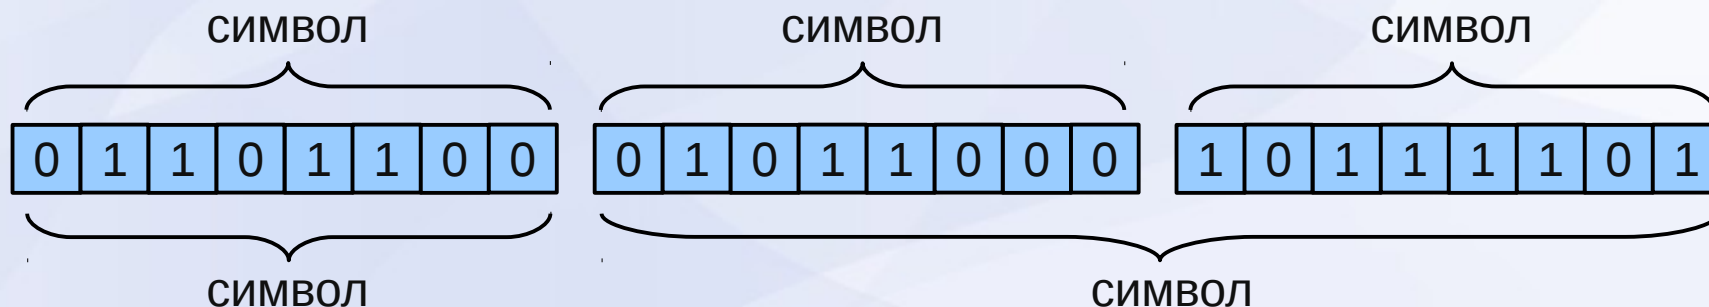 символ символ символ
0 1 1 0 1 1 0 0 0 1 0 1 1 0 0 0 1 0 1 1 1 1 0 1
символ символ